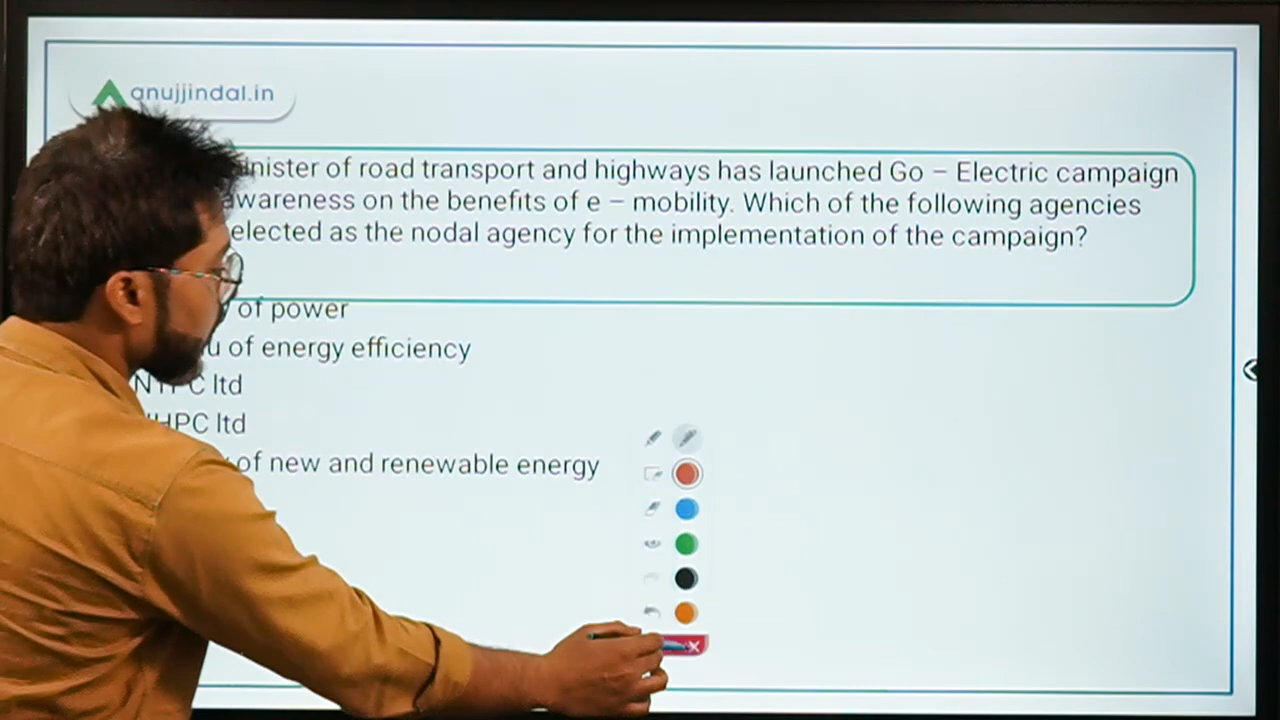 anujjindal.in
inister of road transport and highways has launched Go – Electric campaign
awareness on the benefits of e – mobility. Which of the following agencies
elected as the nodal agency for the implementation of the campaign?
of power
u of energy efficiency
NTPC ltd
HPC ltd
of new and renewable energy